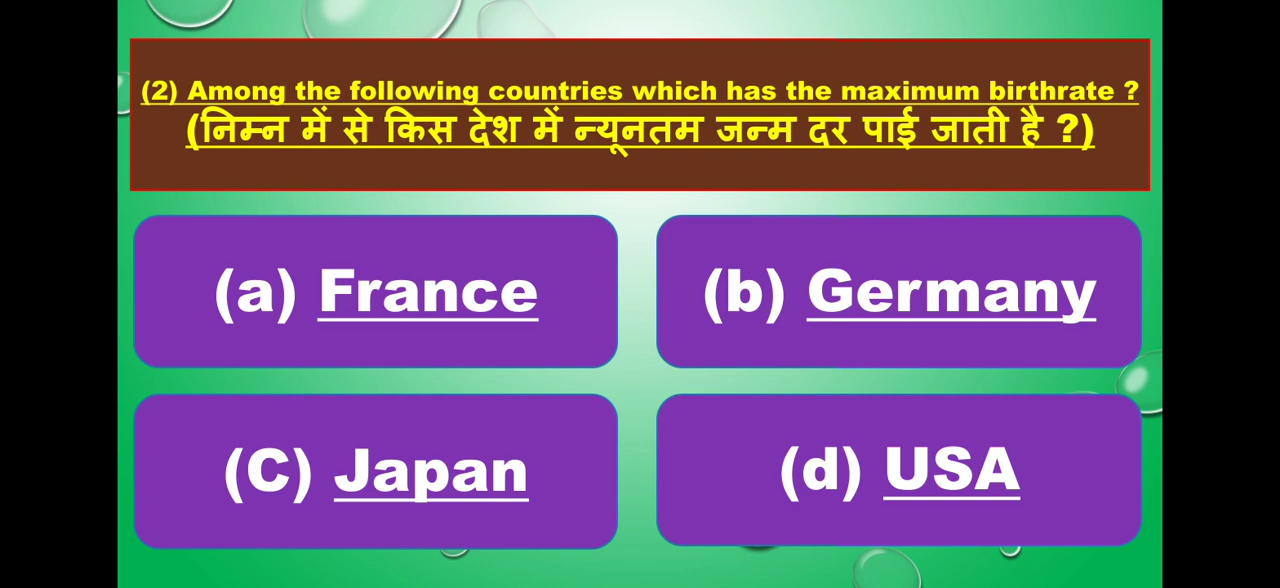 (2) Among the following countries which has the maximum birthrate ?
(निम्न में से किस देश में न्यूनतम जन्म दर पाई जाती है ?)
(a) France
(b) Germany
(C) Japan
(d) USA